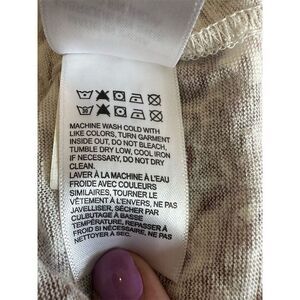 MACHINE WASH COLD WITH
LIKE COLORS, TURN GARMENT
INSIDE OUT, DO NOT BLEACH,
TUMBLE DRY LOW, COOL IRON
IF NECESSARY, DO NOT DRY
CLEAN.
LAVER À LA MACHINE À L'EAU
FROIDE AVEC COULEURS
SIMILAIRES, TOURNER LE
VÊTEMENT À L'ENVERS, NE PAS
JAVELLISER, SÉCHER PAR
CULBUTAGE À BASSE
TEMPÉRATURE, REPASSER À
FROID SI NÉCESSAIRE, NE PAS
NETTOYER À SEC.